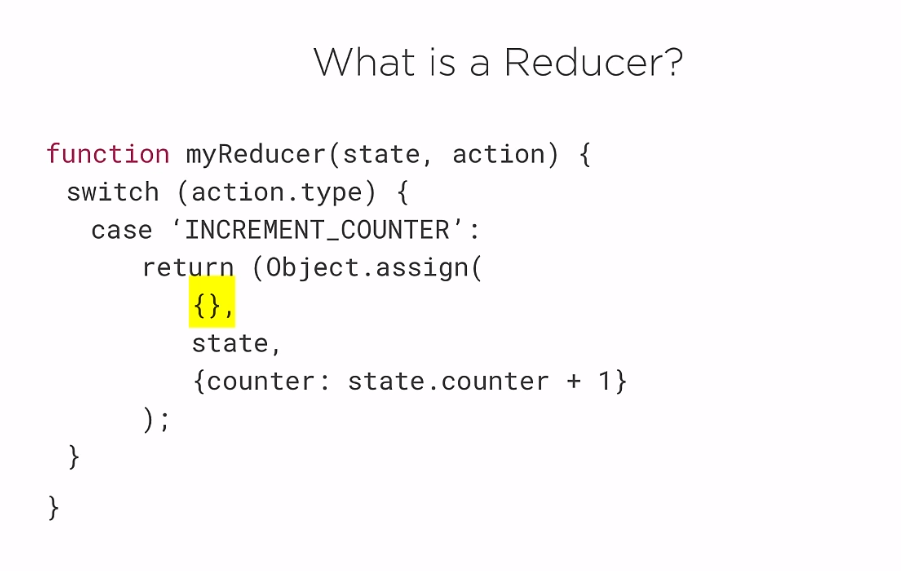 What is a Reducer?
function myReducer(state, action) {
switch (action.type) {
case ‘INCREMENT_COUNTER’:
return (Object.assign(
{},
state,
{counter: state.counter + 1}
);
}
}